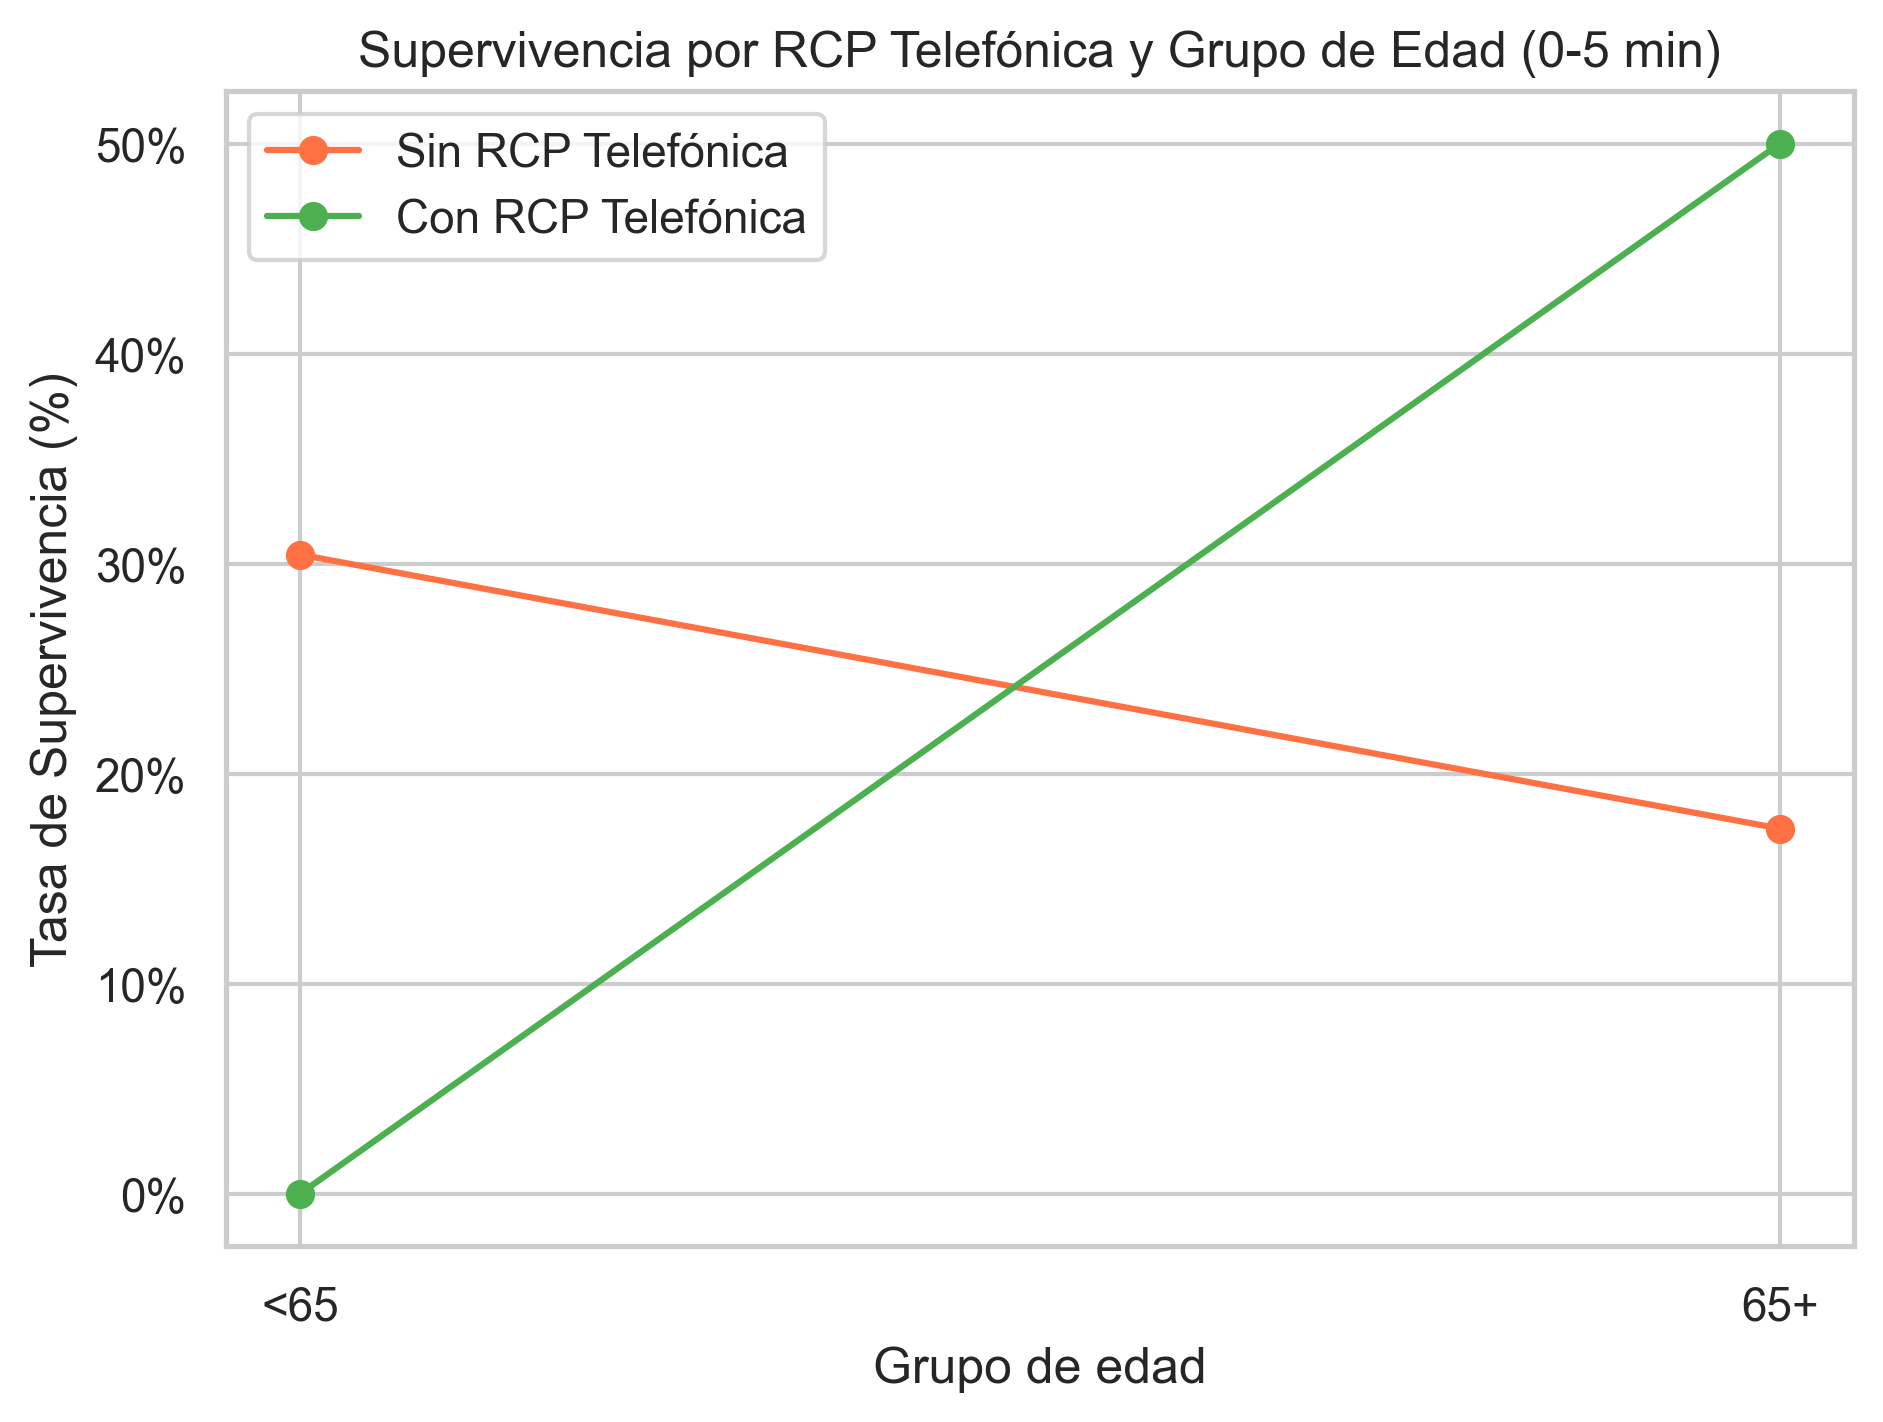 Supervivencia por RCP Telefónica y Grupo de Edad (0-5 min)
Sin RCP Telefónica
Con RCP Telefónica
50%
40%
30%
20%
10%
0%
Tasa de Supervivencia (%)
<65
65+
Grupo de edad